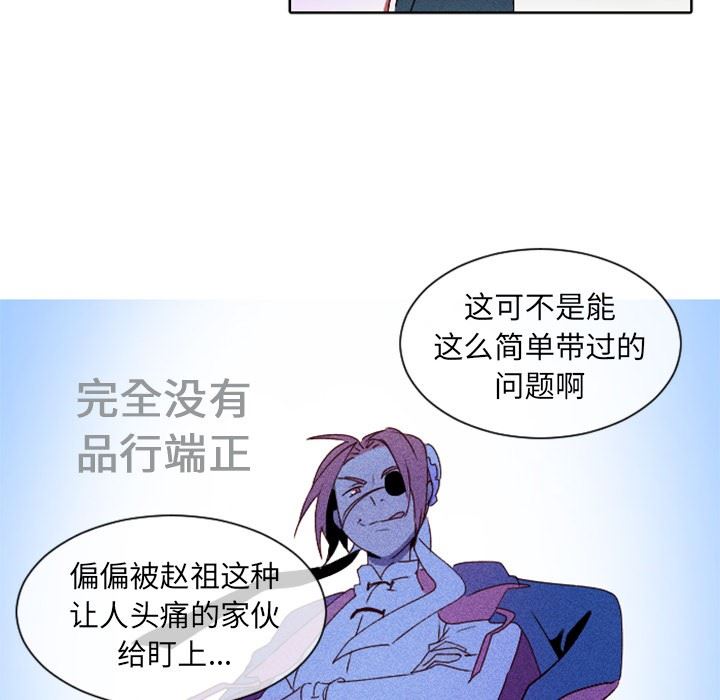 这可不是能
这么简单带过的
问题啊
完全没有
品行端正
偏偏被赵祖这种
让人头痛的家伙
给盯上...